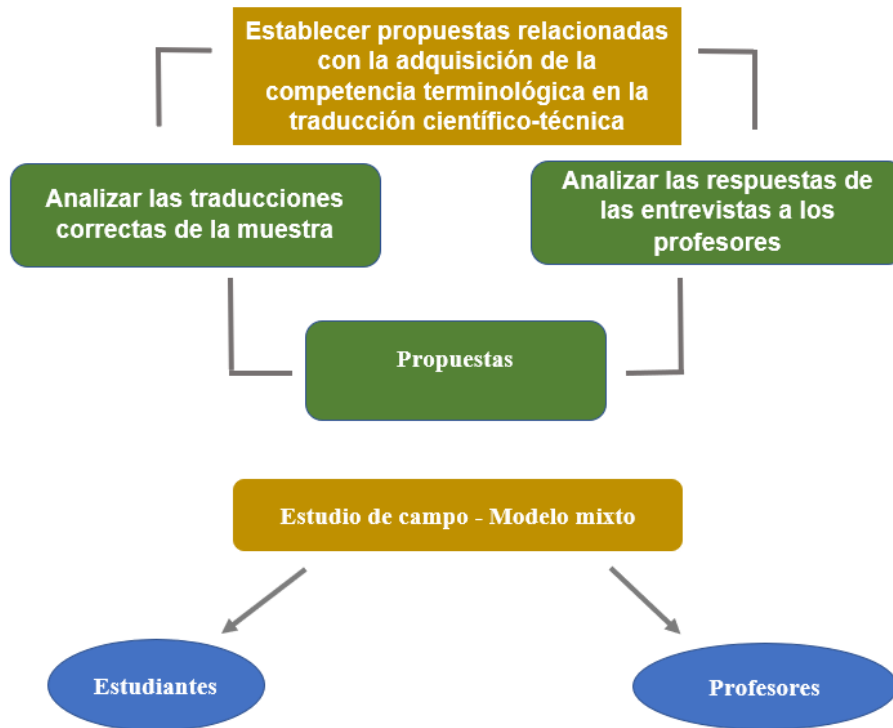 Establecer propuestas relacionadas
con la adquisición de la
competencia terminológica en la
traducción científico-técnica
Analizar las traducciones
correctas de la muestra
Analizar las respuestas de
las entrevistas a los
profesores
Propuestas
Estudio de campo - Modelo mixto
Estudiantes
Profesores